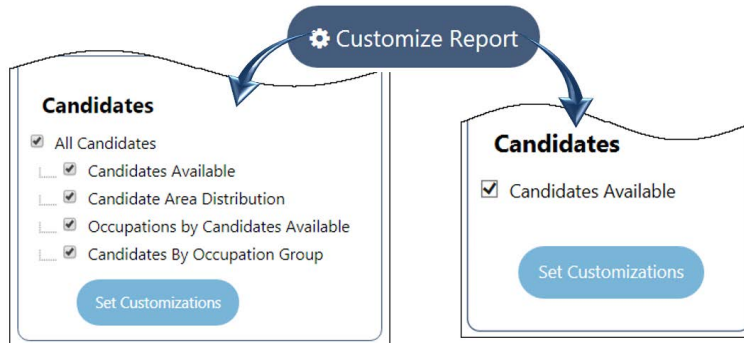 Customize Report
Candidates
All Candidates
Candidates Available
Candidate Area Distribution
Occupations by Candidates Available
Candidates By Occupation Group
Set Customizations
Candidates
Candidates Available
Set Customizations